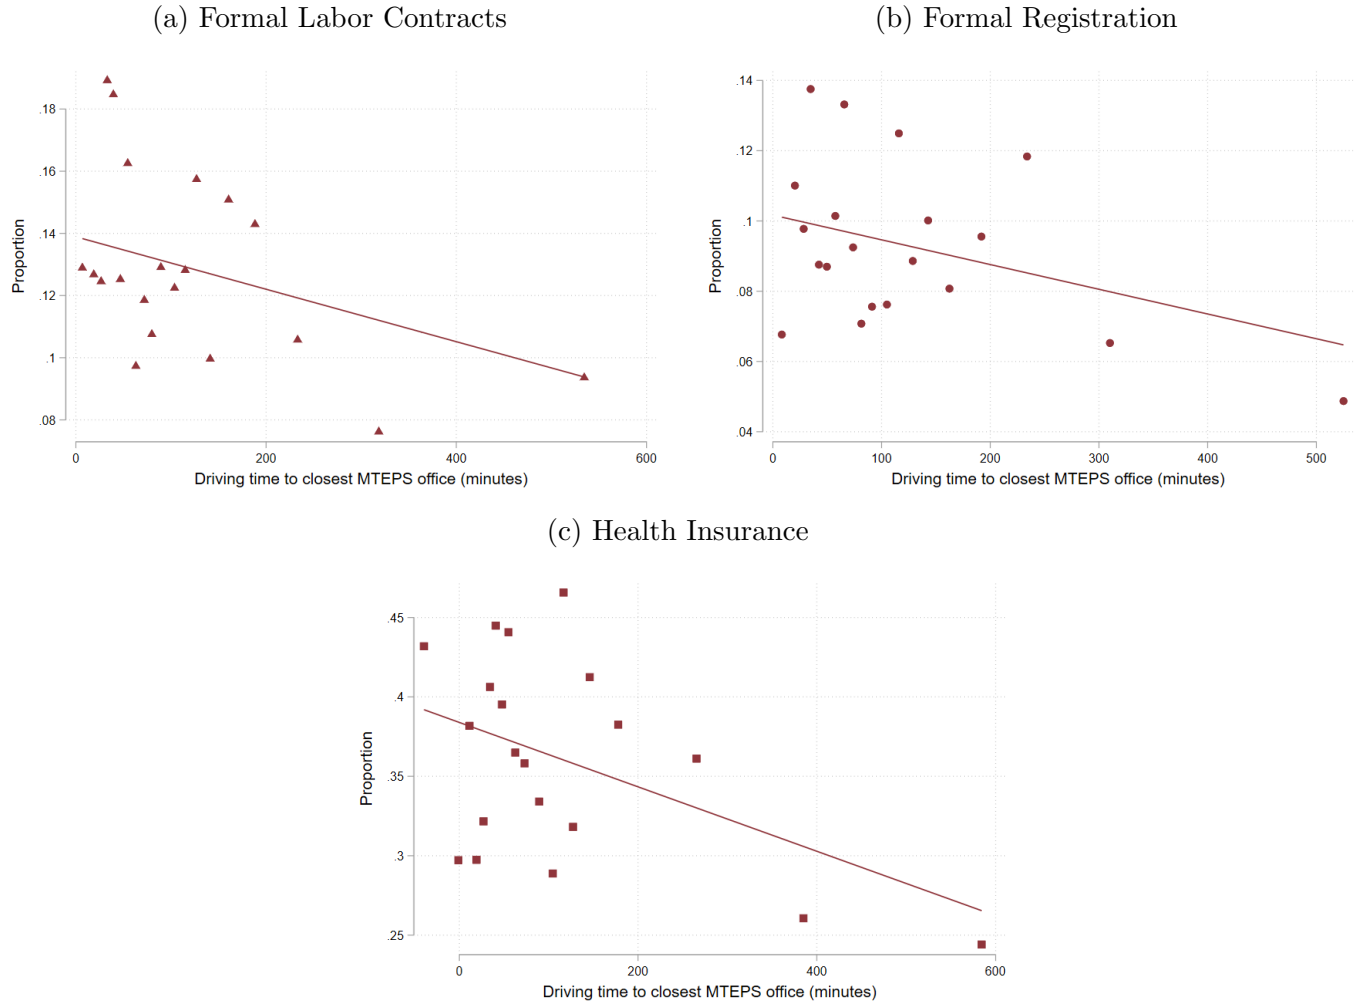 (a) Formal Labor Contracts
Proportion
.18
.16
.14
.12
.1
.08
0 200 400 600
Driving time to closest MTEPS office (minutes)
(b) Formal Registration
Proportion
.14
.12
.1
.08
.06
.04
0 100 200 300 400 500
Driving time to closest MTEPS office (minutes)
(c) Health Insurance
Proportion
.45
.4
.35
.3
.25
0 200 400 600
Driving time to closest MTEPS office (minutes)